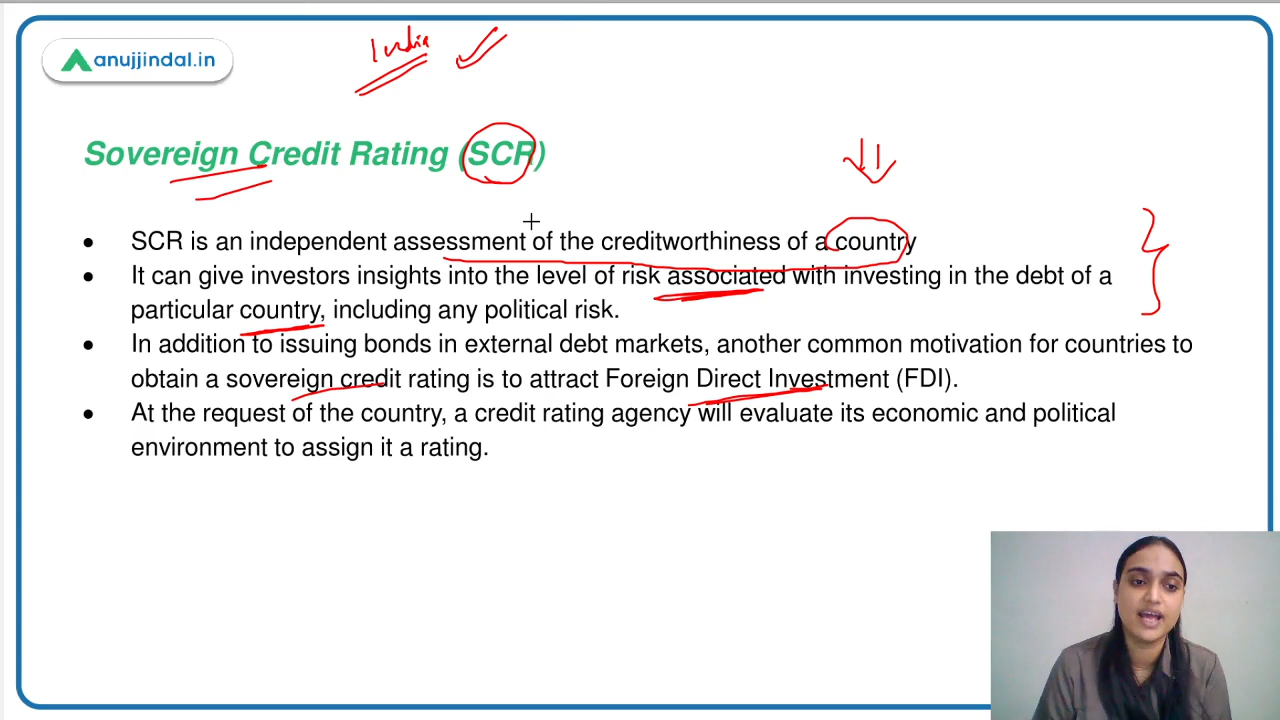 India
anujjindal.in
Sovereign Credit Rating (SCR)
• SCR is an independent assessment of the creditworthiness of a country
• It can give investors insights into the level of risk associated with investing in the debt of a
particular country, including any political risk.
• In addition to issuing bonds in external debt markets, another common motivation for countries to
obtain a sovereign credit rating is to attract Foreign Direct Investment (FDI).
• At the request of the country, a credit rating agency will evaluate its economic and political
environment to assign it a rating.